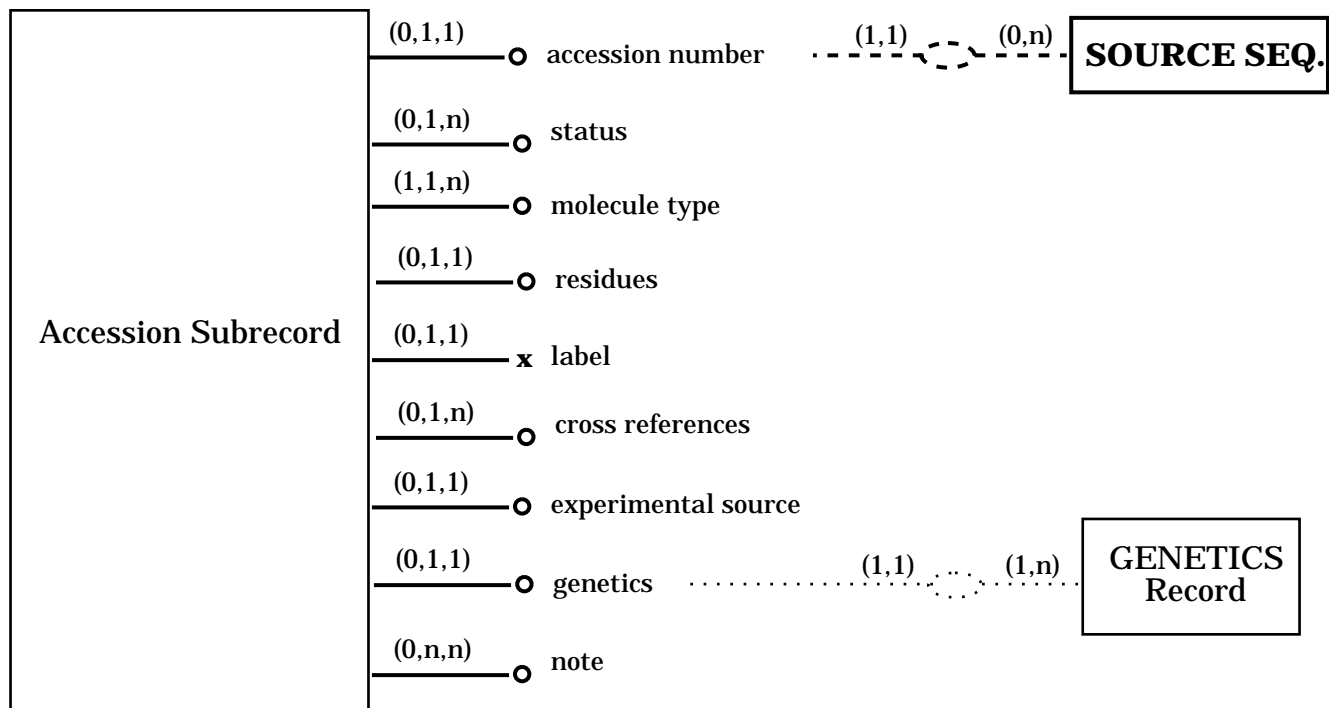 (0,1,1) accession number (1,1) (0,n) SOURCE SEQ.
(0,1,n) status
(1,1,n) molecule type
(0,1,1) residues
Accession Subrecord
(0,1,1) x label
(0,1,n) cross references
(0,1,1) experimental source
(0,1,1) genetics (1,1) (1,n) GENETICS
Record
(0,n,n) note